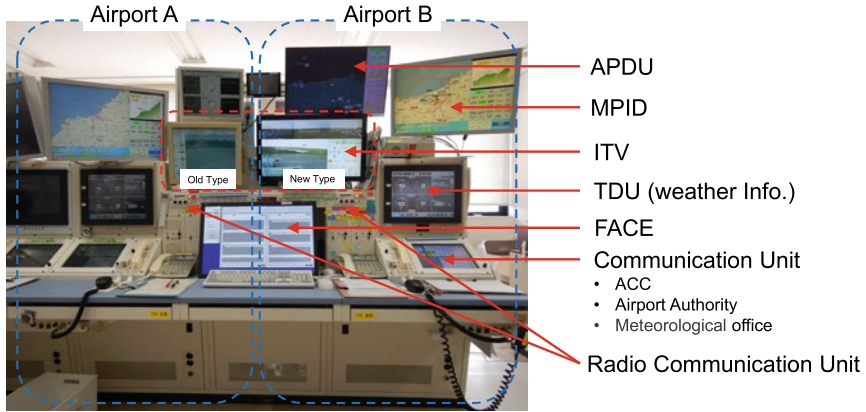 Airport A
Airport B
APDU
MPID
ITV
Old Type
New Type
TDU (weather Info.)
FACE
Communication Unit
• ACC
• Airport Authority
• Meteorological office
Radio Communication Unit